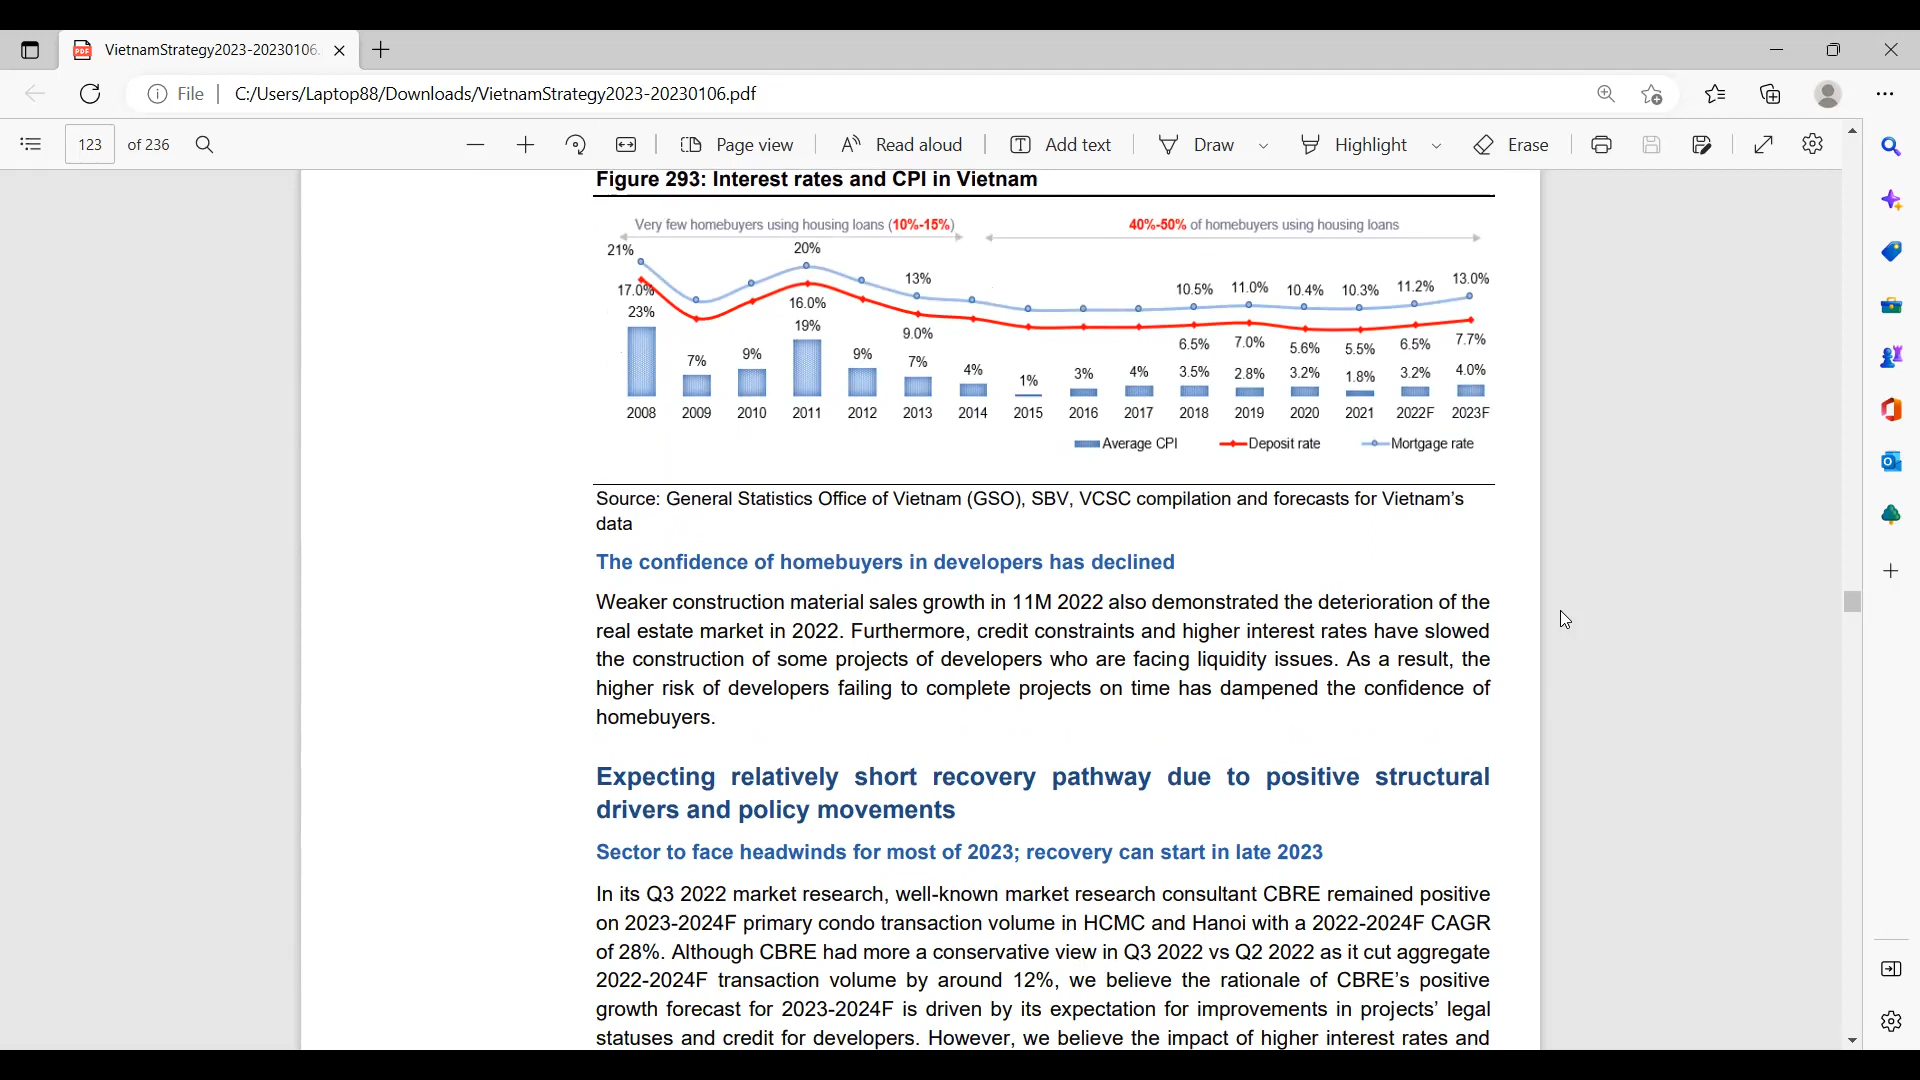 VietnamStrategy2023-20230106.
File
C:/Users/Laptop88/Downloads/VietnamStrategy2023-20230106.pdf
123 of 236
Page view
Read aloud
Add text
Draw
Highlight
Erase
Figure 293: Interest rates and CPI in Vietnam
Very few homebuyers using housing loans (10%-15%)
40%-50% of homebuyers using housing loans
21% 20% 13% 10.5% 11.0% 10.4% 10.3% 11.2% 13.0%
17.0% 16.0% 9.0% 6.5% 7.0% 5.6% 5.5% 6.5% 7.7%
23% 7% 9% 19% 9% 7% 4% 1% 3% 4% 3.5% 2.8% 3.2% 1.8% 3.2% 4.0%
2008 2009 2010 2011 2012 2013 2014 2015 2016 2017 2018 2019 2020 2021 2022F 2023F
Average CPI Deposit rate Mortgage rate
Source: General Statistics Office of Vietnam (GSO), SBV, VCSC compilation and forecasts for Vietnam's
data
The confidence of homebuyers in developers has declined
Weaker construction material sales growth in 11M 2022 also demonstrated the deterioration of the
real estate market in 2022. Furthermore, credit constraints and higher interest rates have slowed
the construction of some projects of developers who are facing liquidity issues. As a result, the
higher risk of developers failing to complete projects on time has dampened the confidence of
homebuyers.
Expecting relatively short recovery pathway due to positive structural
drivers and policy movements
Sector to face headwinds for most of 2023; recovery can start in late 2023
In its Q3 2022 market research, well-known market research consultant CBRE remained positive
on 2023-2024F primary condo transaction volume in HCMC and Hanoi with a 2022-2024F CAGR
of 28%. Although CBRE had more a conservative view in Q3 2022 vs Q2 2022 as it cut aggregate
2022-2024F transaction volume by around 12%, we believe the rationale of CBRE's positive
growth forecast for 2023-2024F is driven by its expectation for improvements in projects' legal
statuses and credit for developers. However, we believe the impact of higher interest rates and